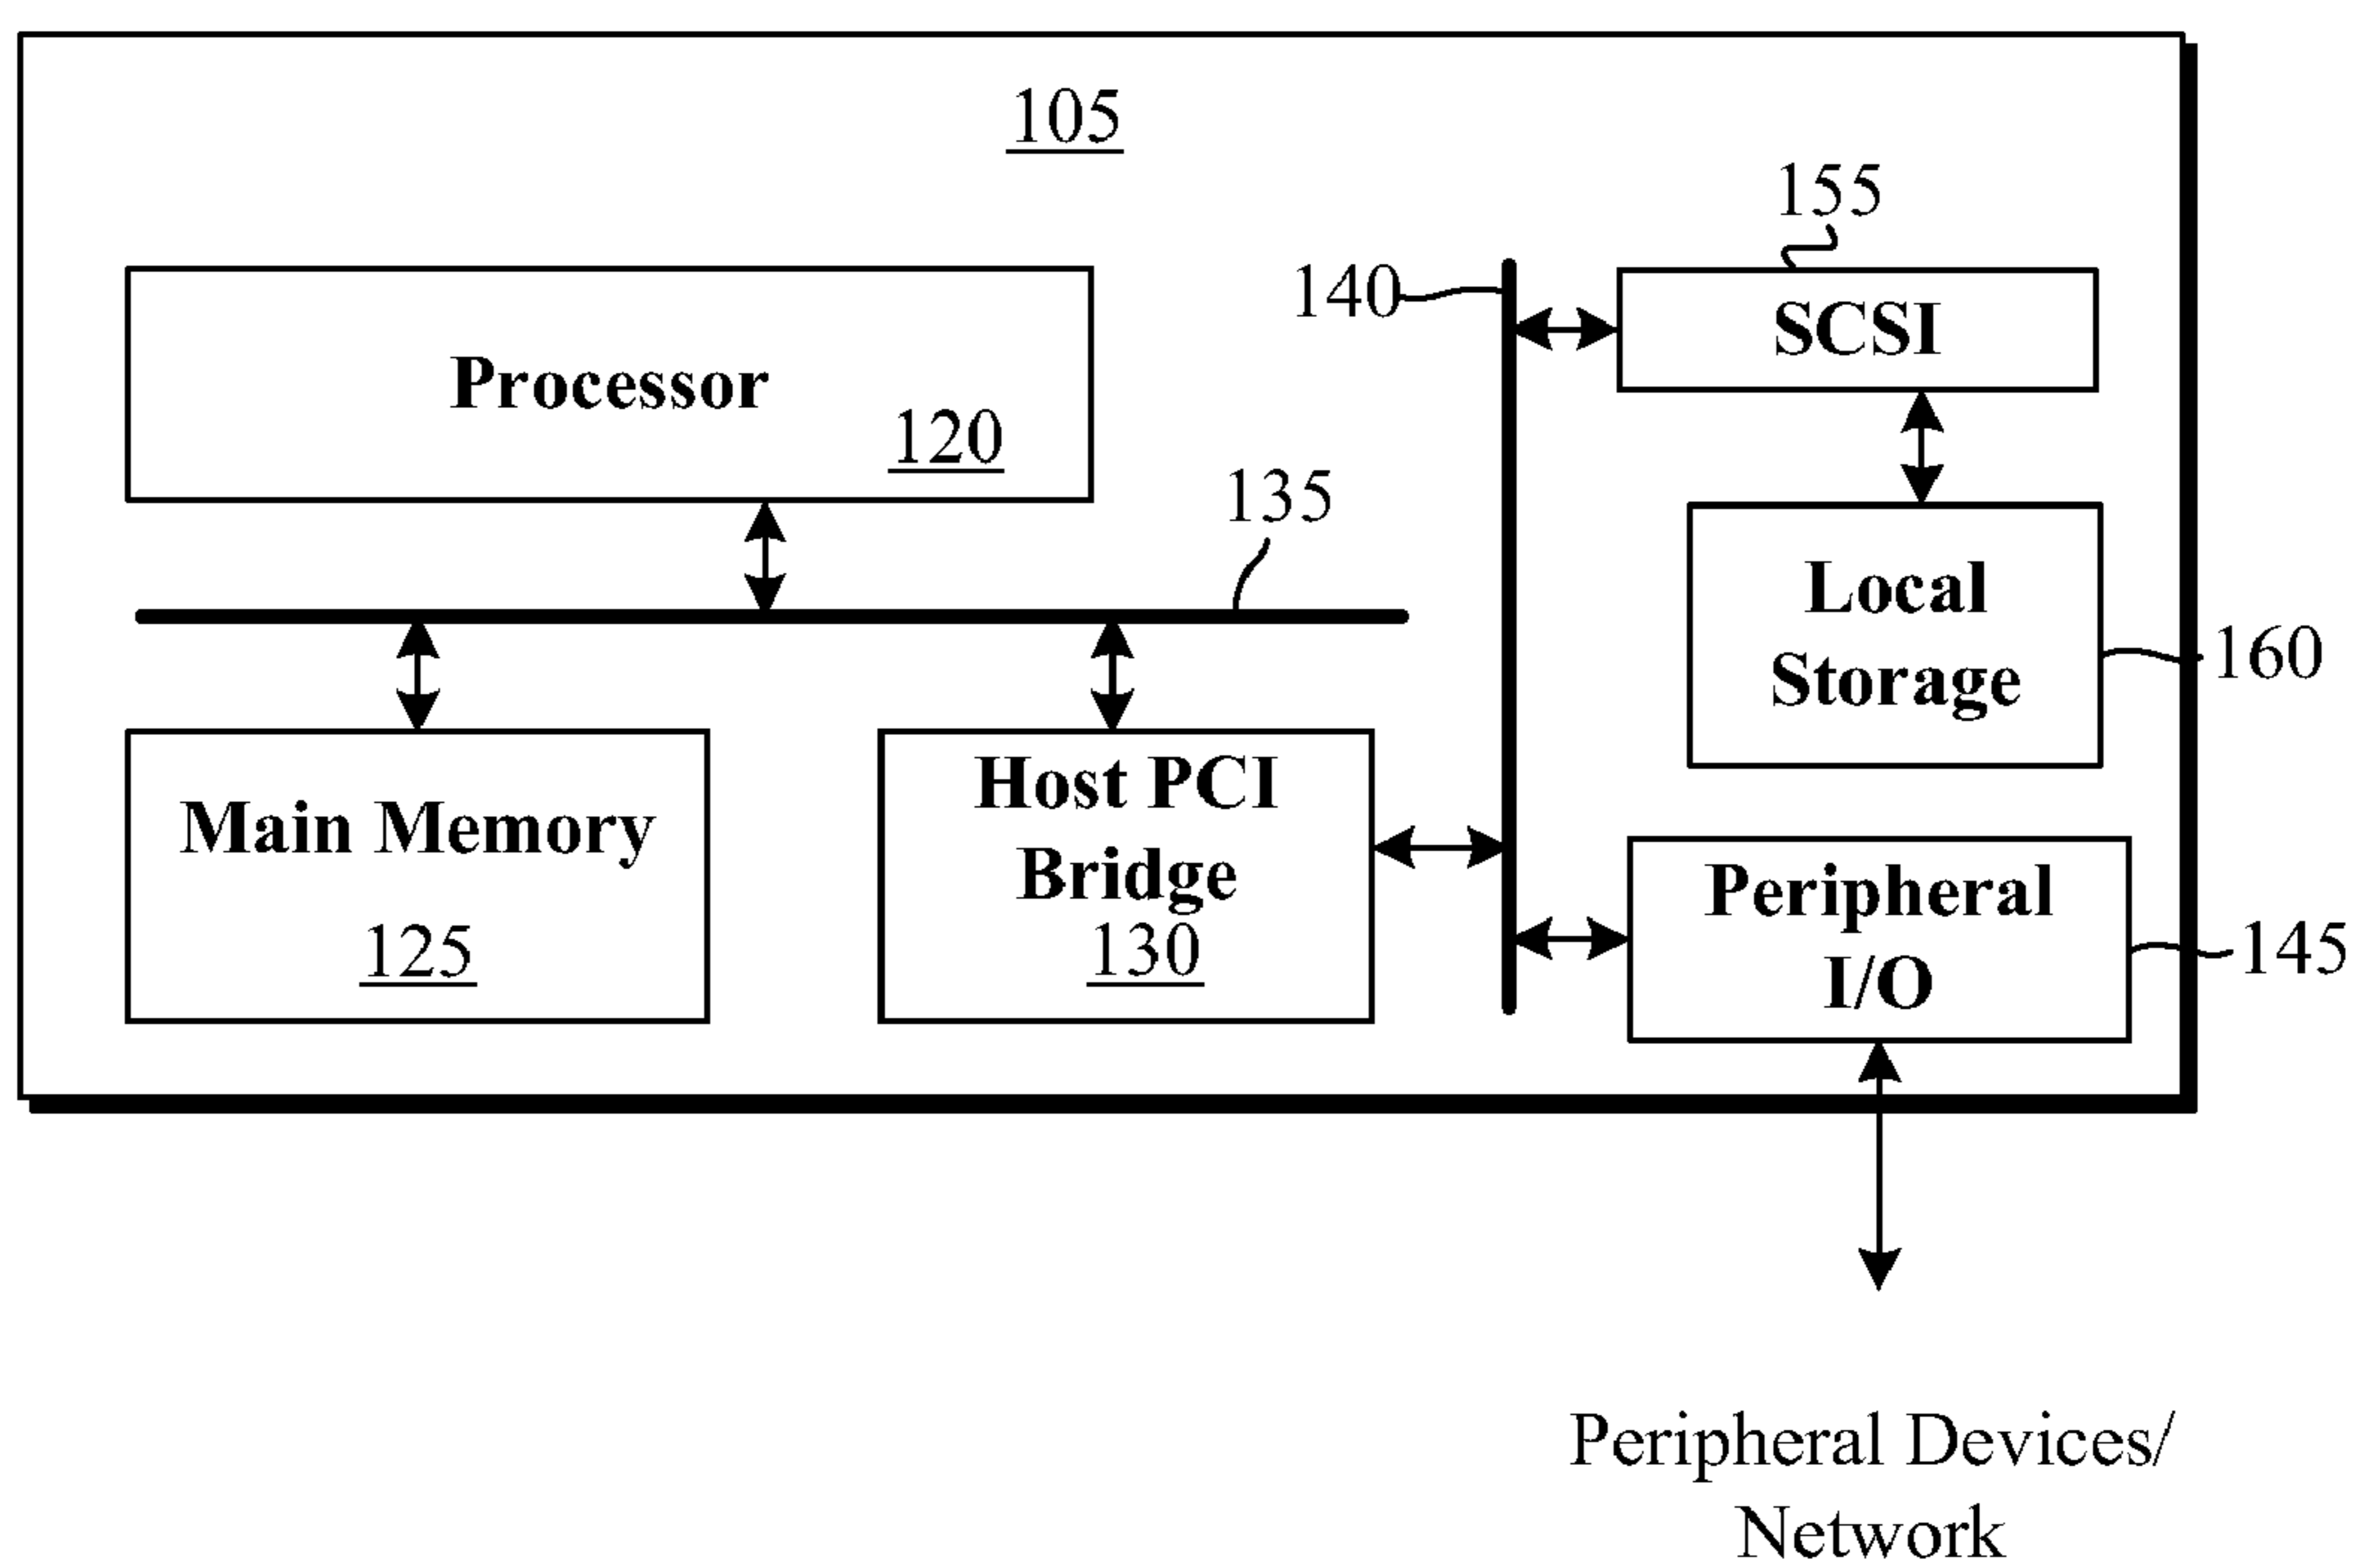 105
155
140
SCSI
Processor
120
135
Local
Storage
160
Main Memory
125
Host PCI
Bridge
130
Peripheral
I/O
145
Peripheral Devices/
Network